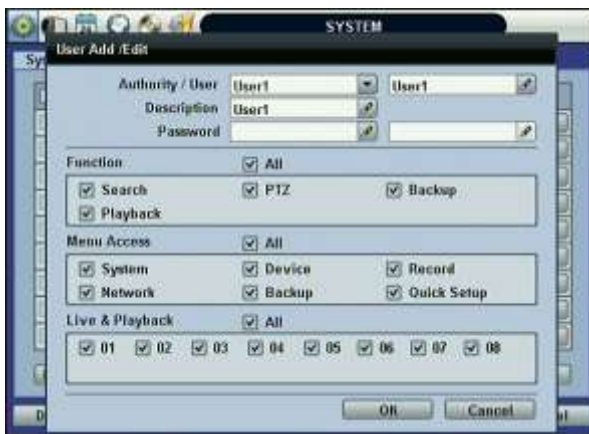 SYSTEM
User Add /Edit
Authority / User User1 User1
Description User1
Password
Function All
Search PTZ Backup
Playback
Menu Access All
System Device Record
Network Backup Quick Setup
Live & Playback All
01 02 03 04 05 06 07 08
OK Cancel